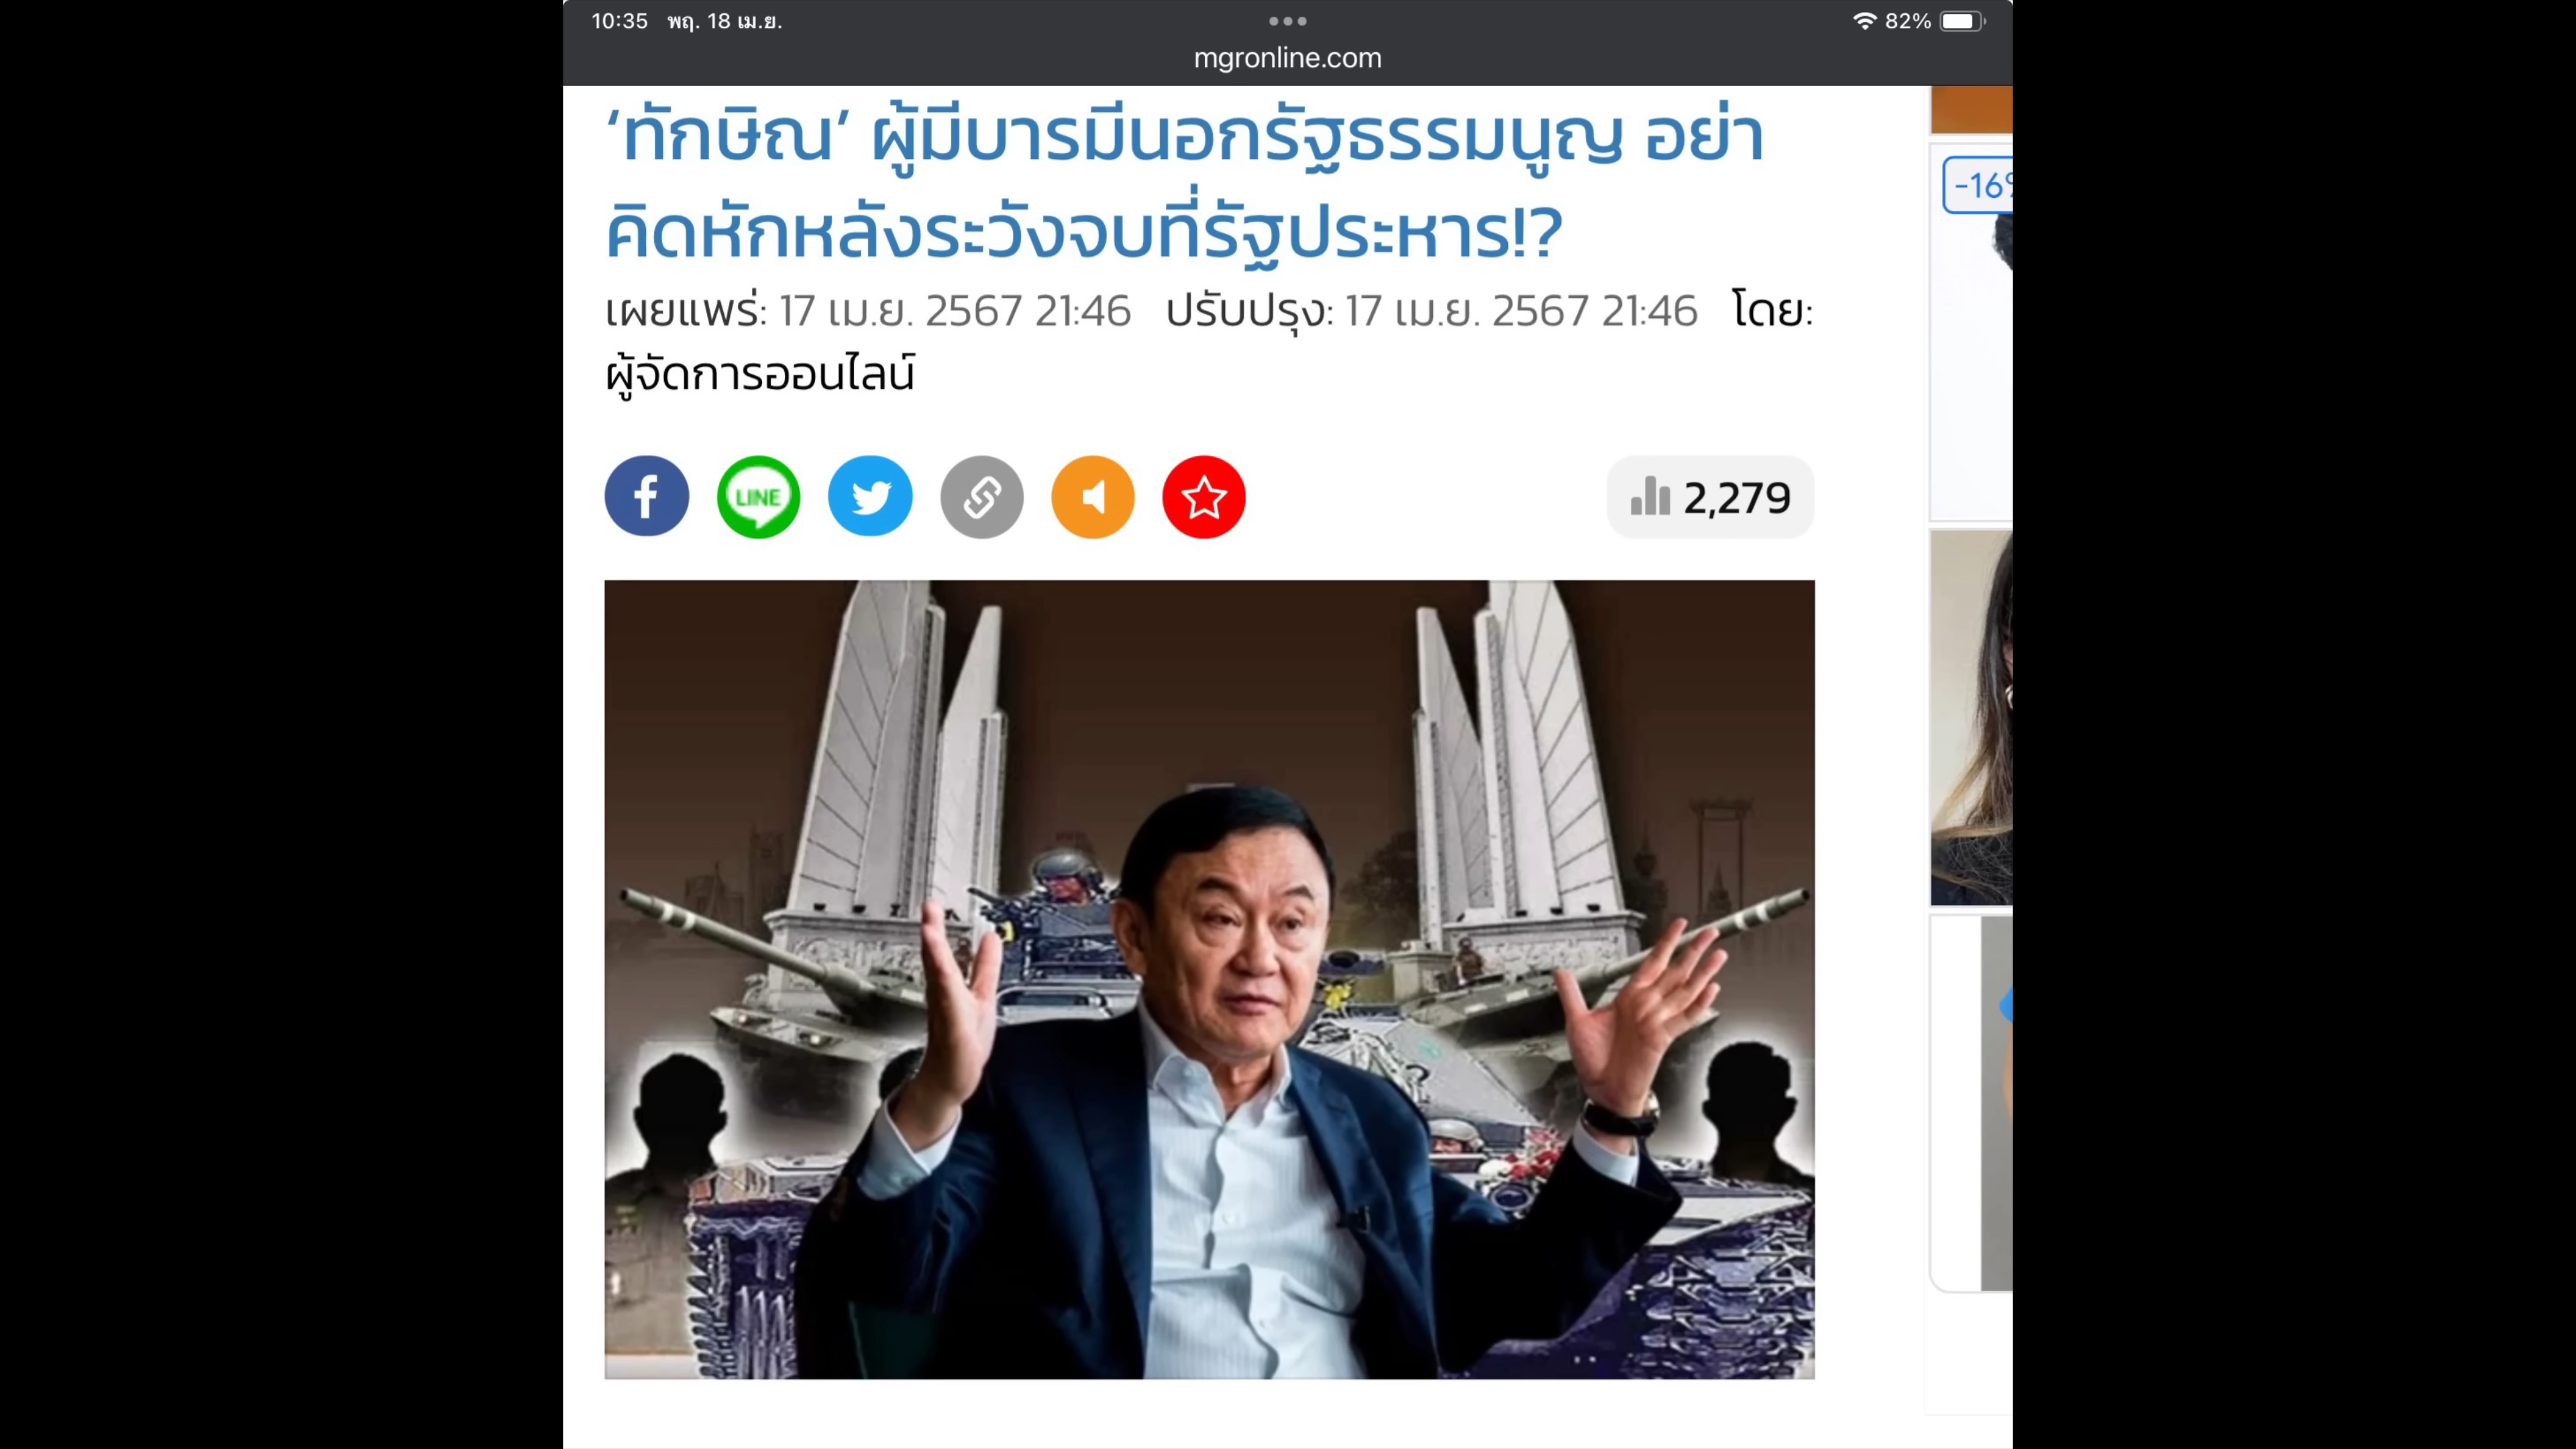 10:35 พฤ. 18 เม.ย.
82%
mgronline.com
‘ทักษิณ’ ผู้มีบารมีนอกรัฐธรรมนูญ อย่า
คิดหักหลังระวังจบที่รัฐประหาร!?
เผยแพร่: 17 เม.ย. 2567 21:46 ปรับปรุง: 17 เม.ย. 2567 21:46 โดย:
ผู้จัดการออนไลน์
LINE
2,279